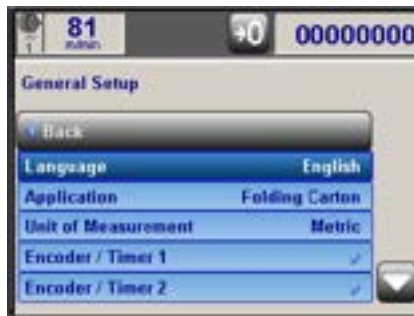 81
m/min
1
→0 00000000
General Setup
Back
Language English
Application Folding Carton
Unit of Measurement Metric
Encoder / Timer 1
Encoder / Timer 2